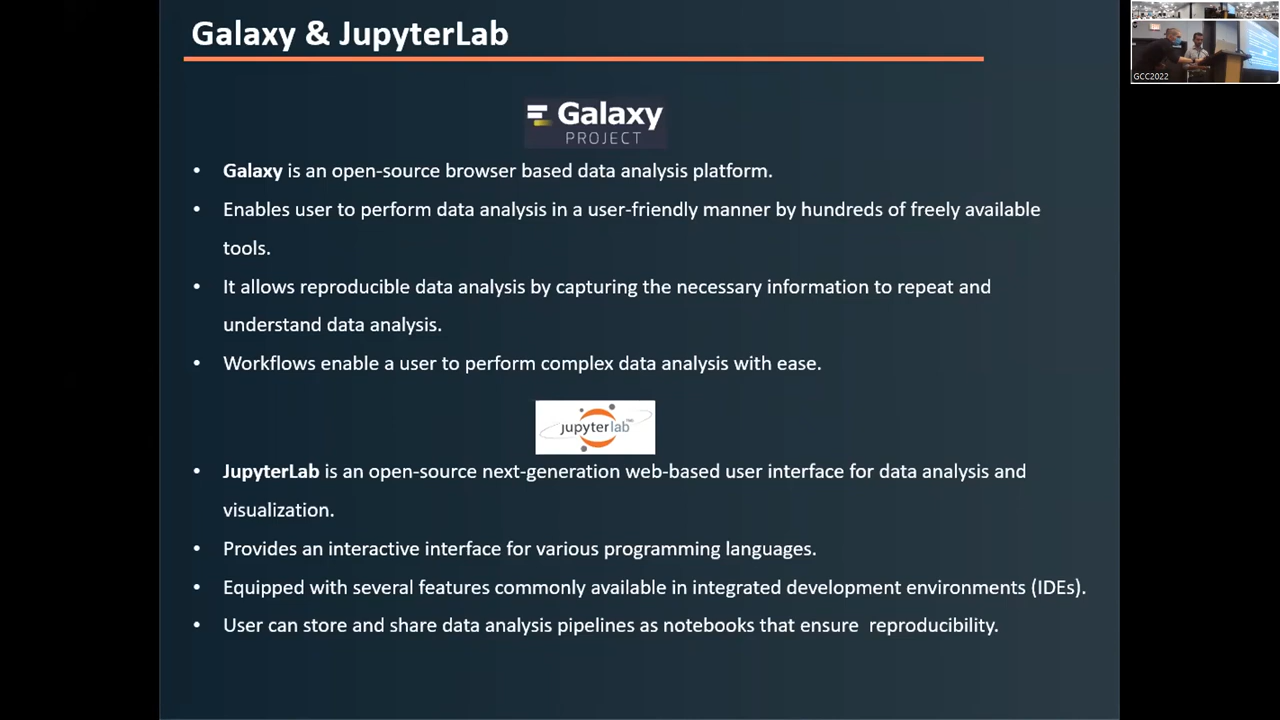 Galaxy & JupyterLab
GCC2022
Galaxy
PROJECT
• Galaxy is an open-source browser based data analysis platform.
• Enables user to perform data analysis in a user-friendly manner by hundreds of freely available
tools.
• It allows reproducible data analysis by capturing the necessary information to repeat and
understand data analysis.
• Workflows enable a user to perform complex data analysis with ease.
jupyterlab
• JupyterLab is an open-source next-generation web-based user interface for data analysis and
visualization.
• Provides an interactive interface for various programming languages.
• Equipped with several features commonly available in integrated development environments (IDEs).
• User can store and share data analysis pipelines as notebooks that ensure  reproducibility.